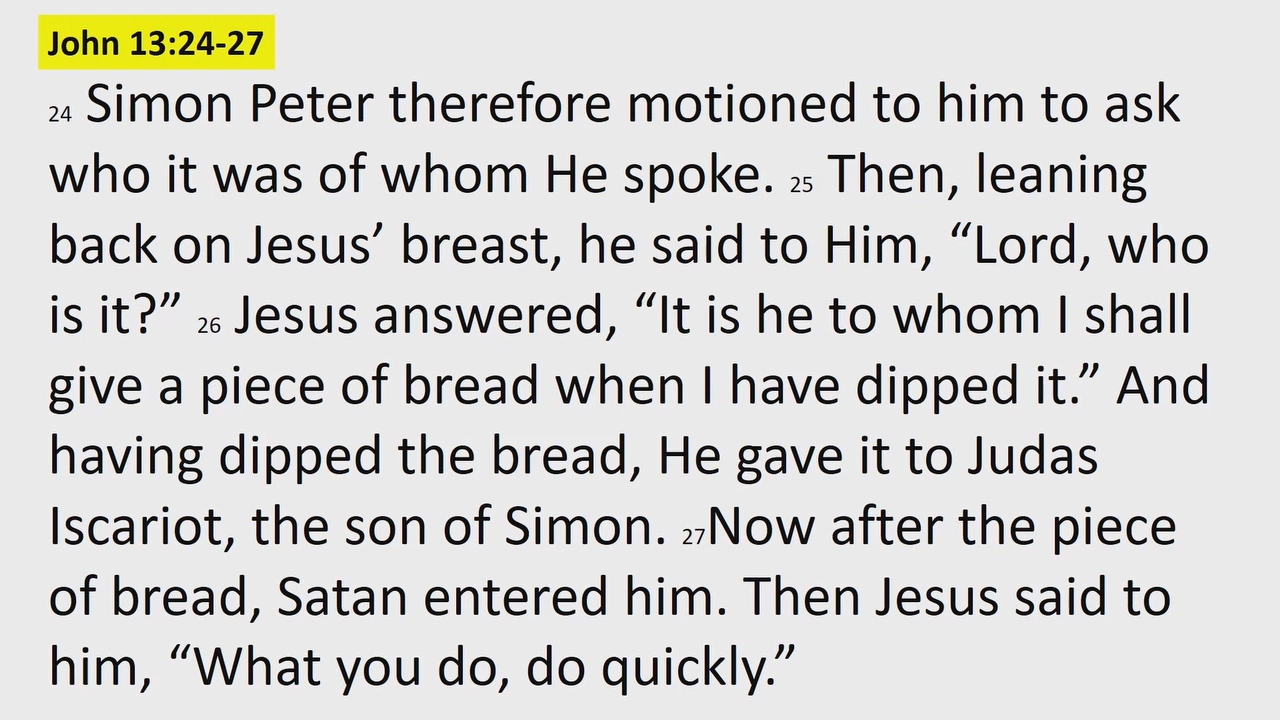 John 13:24-27
24 Simon Peter therefore motioned to him to ask
who it was of whom He spoke. 25 Then, leaning
back on Jesus’ breast, he said to Him, “Lord, who
is it?” 26 Jesus answered, “It is he to whom I shall
give a piece of bread when I have dipped it.” And
having dipped the bread, He gave it to Judas
Iscariot, the son of Simon. 27Now after the piece
of bread, Satan entered him. Then Jesus said to
him, “What you do, do quickly.”